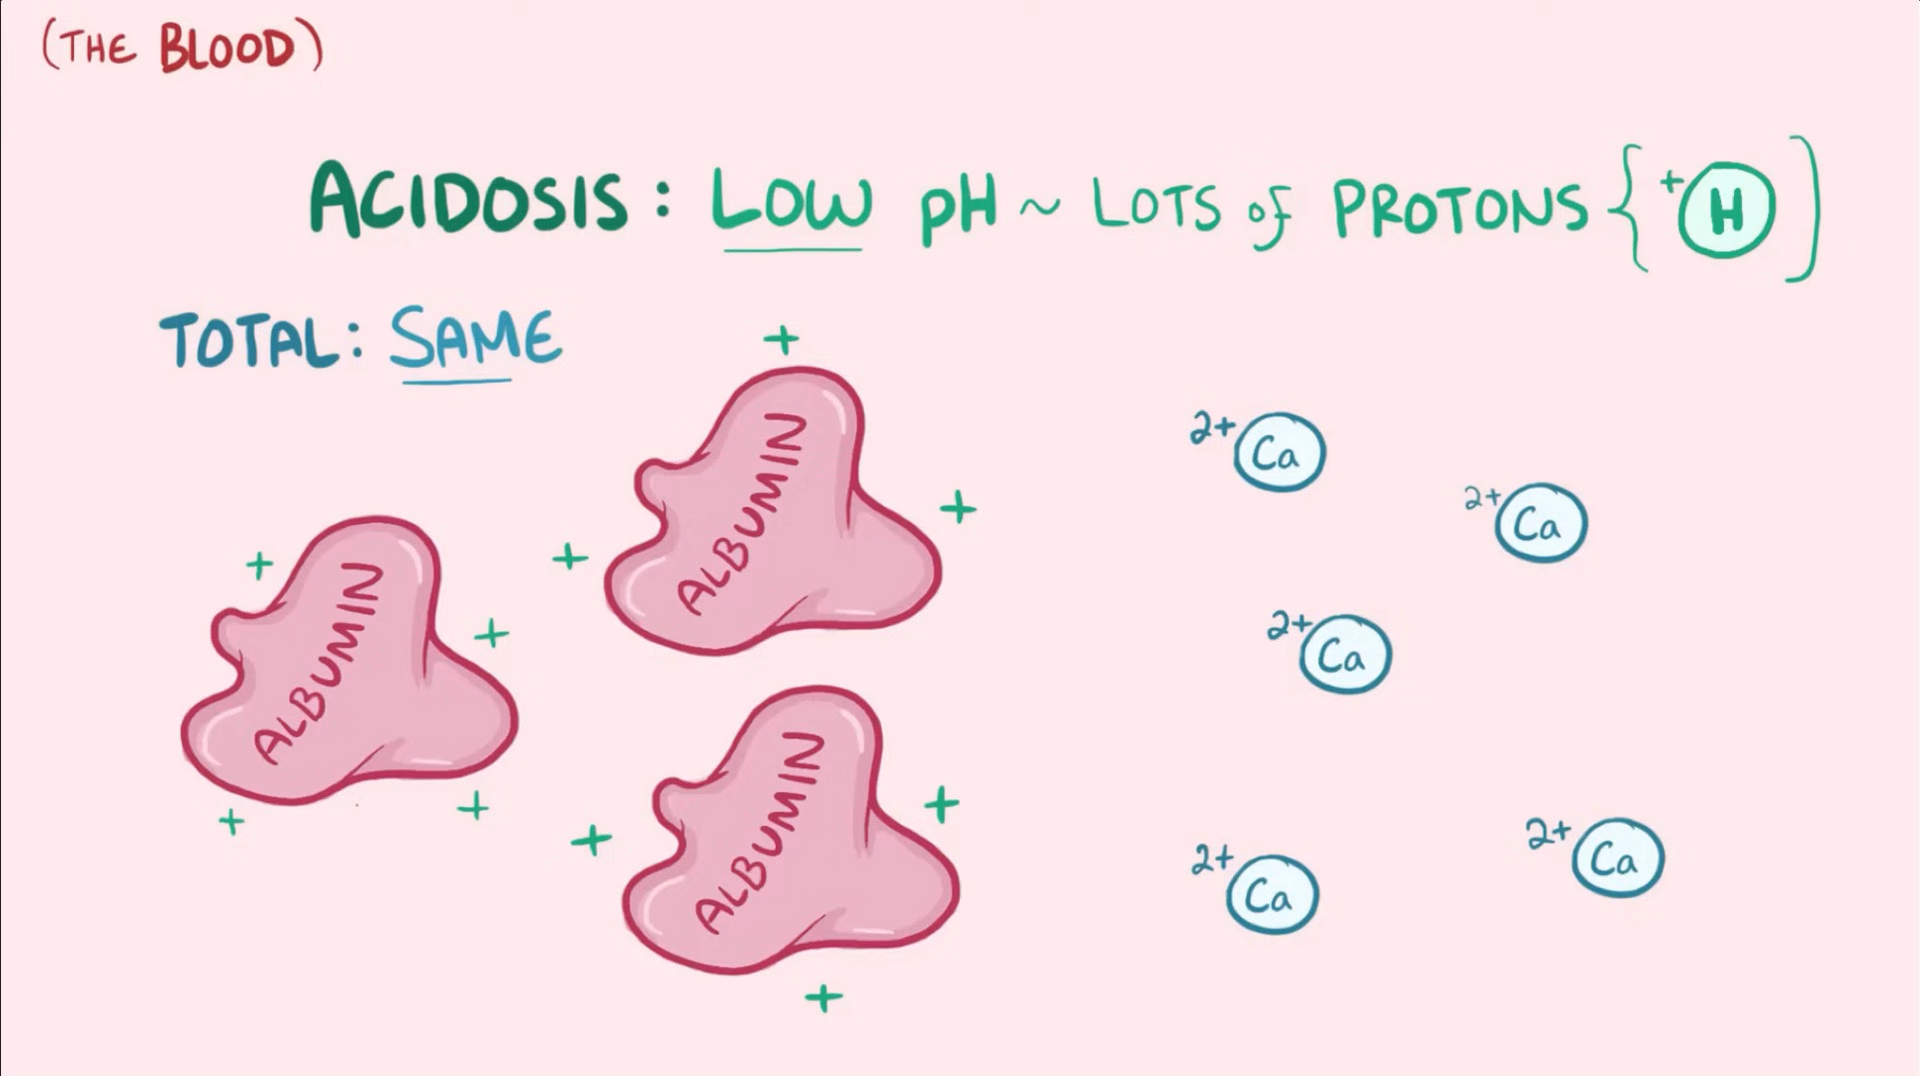 (THE BLOOD)
ACIDOSIS: LOW pH ~ LOTS of PROTONS {+H}
TOTAL: SAME
+
2+ Ca
2+ Ca
+
+
+
ALBUMIN
+
ALBUMIN
2+ Ca
+
+
+
+
ALBUMIN
2+ Ca
2+ Ca
+